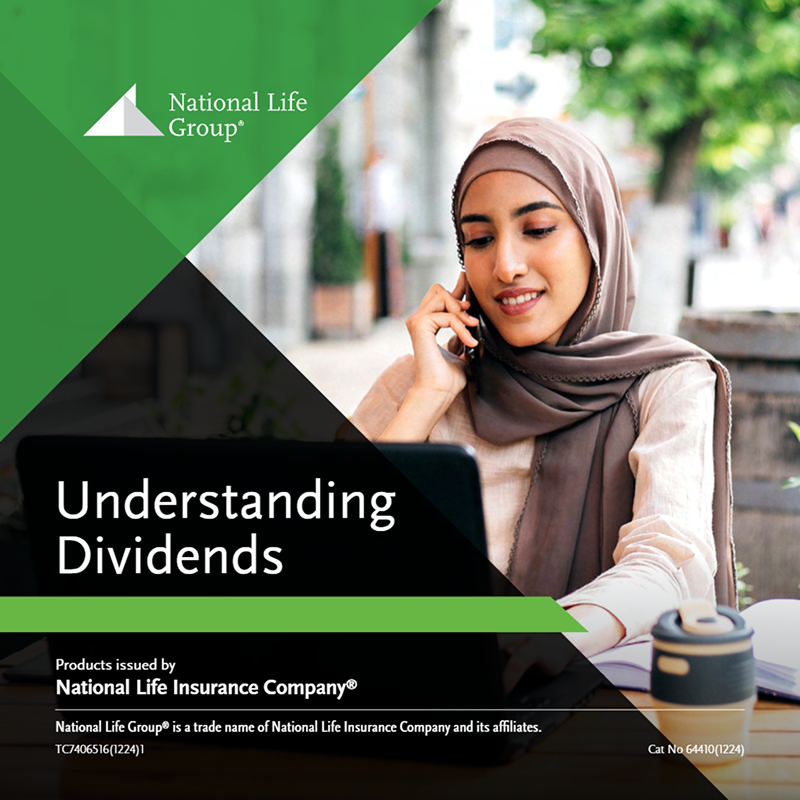 National Life
Group®
Understanding
Dividends
Products issued by
National Life Insurance Company®
National Life Group® is a trade name of National Life Insurance Company and its affiliates.
TC7406516(1224)1
Cat No 64410(1224)